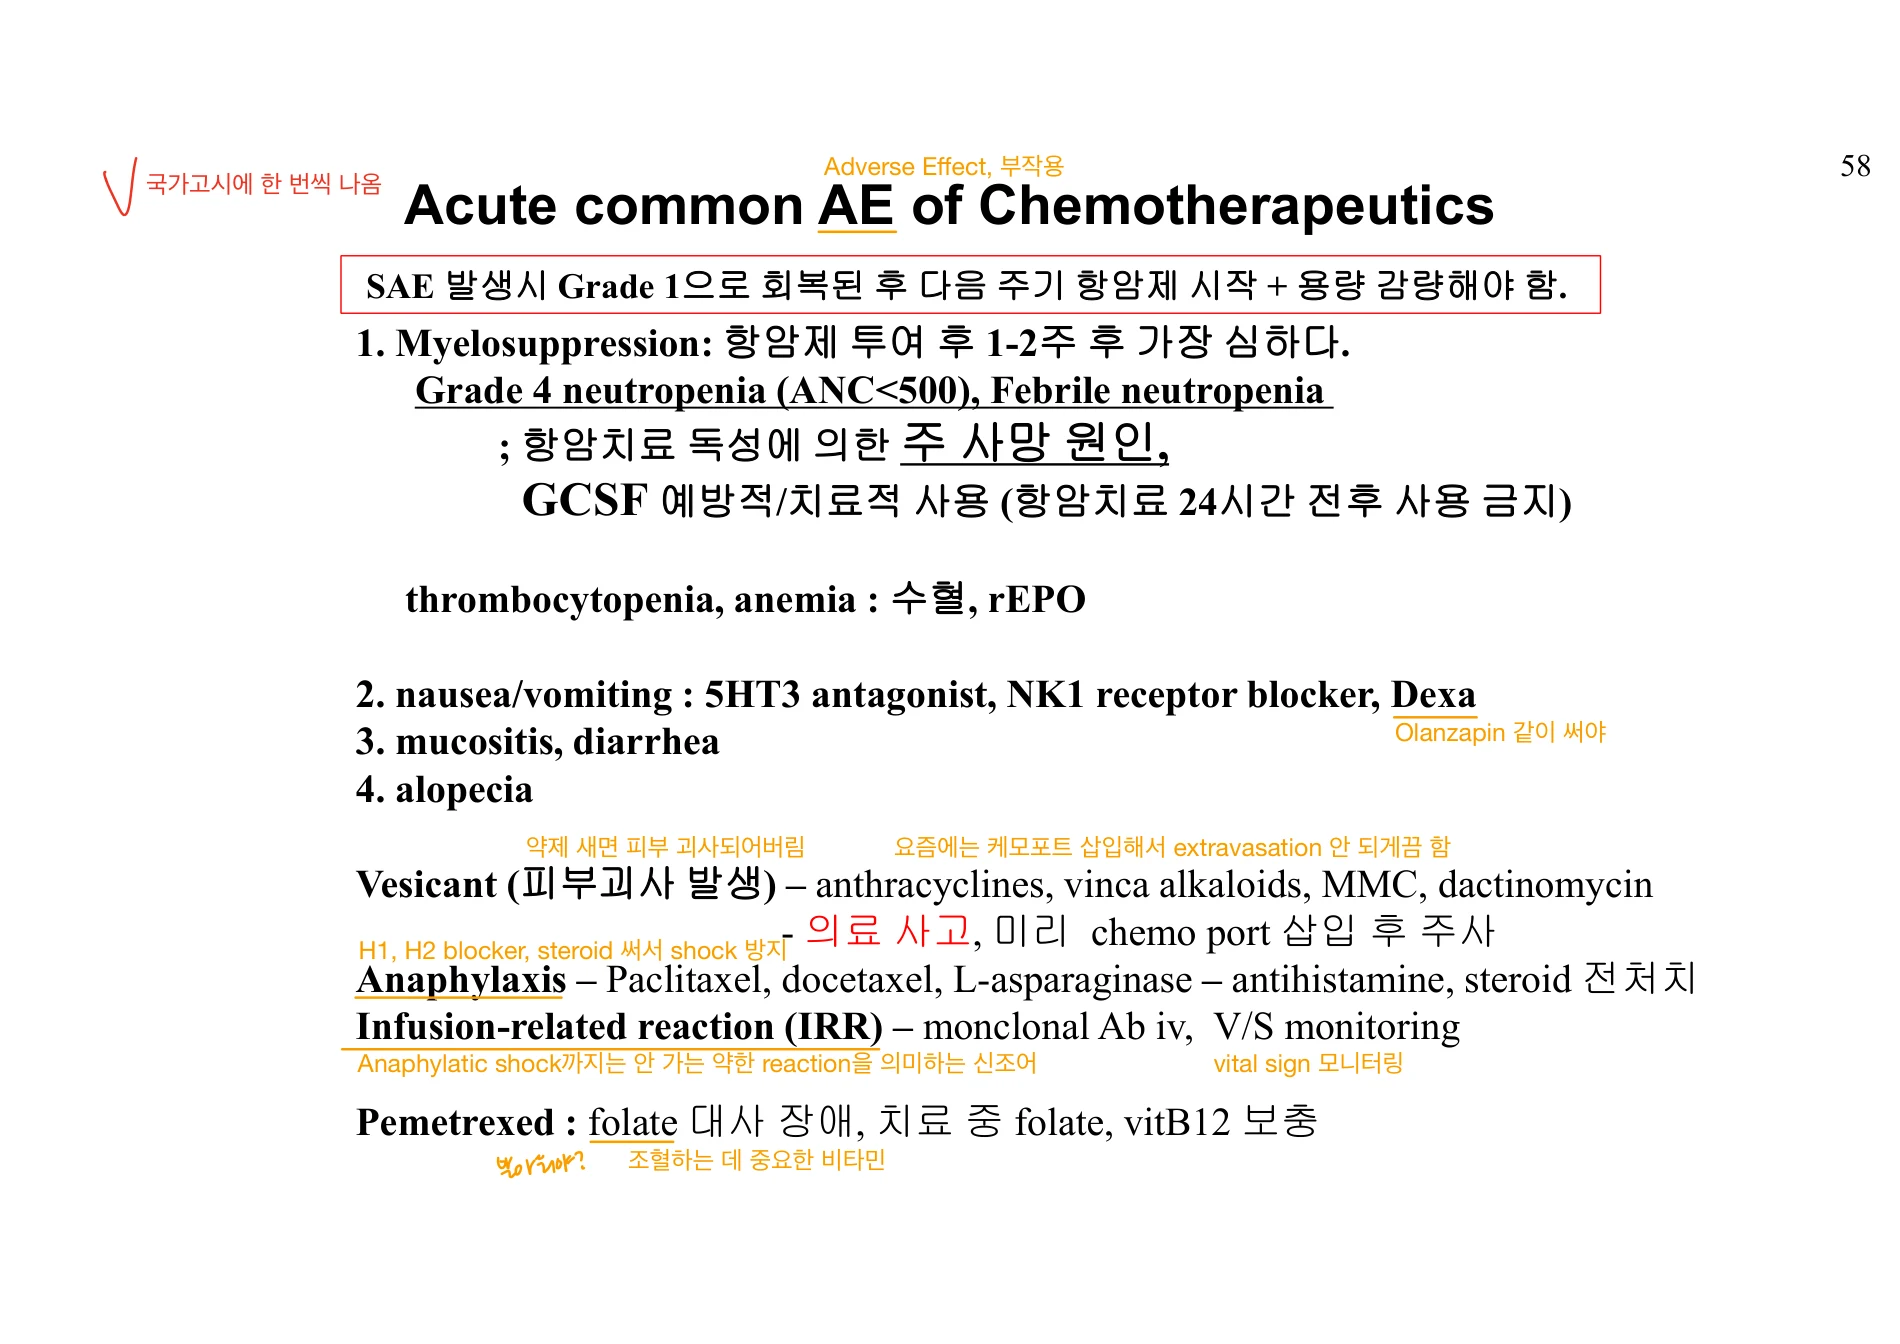 58
국가고시에 한 번씩 나옴
Adverse Effect, 부작용
Acute common AE of Chemotherapeutics
SAE 발생시 Grade 1으로 회복된 후 다음 주기 항암제 시작 + 용량 감량해야 함.
1. Myelosuppression: 항암제 투여 후 1-2주 후 가장 심하다.
Grade 4 neutropenia (ANC<500), Febrile neutropenia
; 항암치료 독성에 의한 주 사망 원인,
GCSF 예방적/치료적 사용 (항암치료 24시간 전후 사용 금지)
thrombocytopenia, anemia : 수혈, rEPO
2. nausea/vomiting : 5HT3 antagonist, NK1 receptor blocker, Dexa
Olanzapin 같이 써야
3. mucositis, diarrhea
4. alopecia
약제 새면 피부 괴사되어버림 요즘에는 케모포트 삽입해서 extravasation 안 되게끔 함
Vesicant (피부괴사 발생) – anthracyclines, vinca alkaloids, MMC, dactinomycin
- 의료 사고, 미리 chemo port 삽입 후 주사
H1, H2 blocker, steroid 써서 shock 방지
Anaphylaxis – Paclitaxel, docetaxel, L-asparaginase – antihistamine, steroid 전처치
Infusion-related reaction (IRR) – monclonal Ab iv, V/S monitoring
Anaphylatic shock까지는 안 가는 약한 reaction을 의미하는 신조어 vital sign 모니터링
Pemetrexed : folate 대사 장애, 치료 중 folate, vitB12 보충
조혈하는 데 중요한 비타민